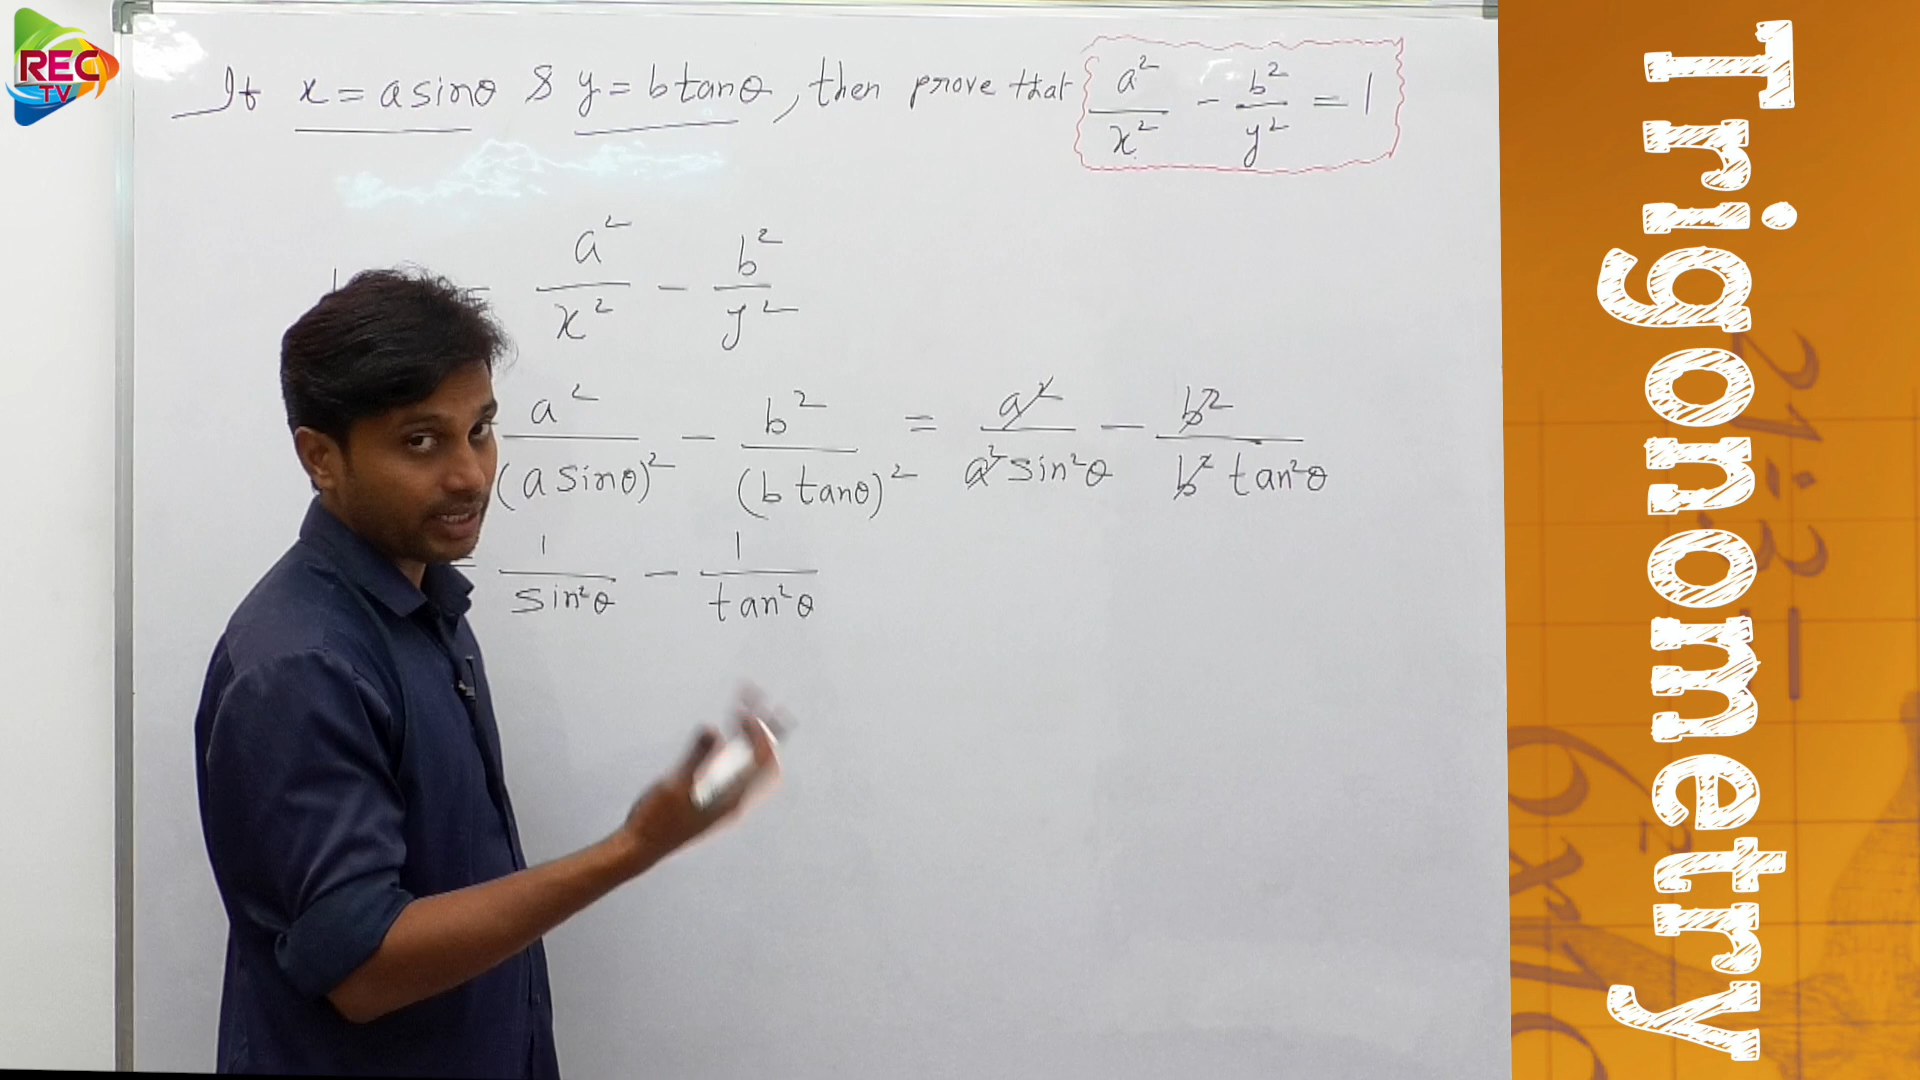 REC
TV
If x = a sinθ & y = b tanθ, then prove that a²/x² - b²/y² = 1
= a²/x² - b²/y²
a²/(a sinθ)² - b²/(b tanθ)² = a²/a² sin²θ - b²/b² tan²θ
= 1/sin²θ - 1/tan²θ
Trigonometry